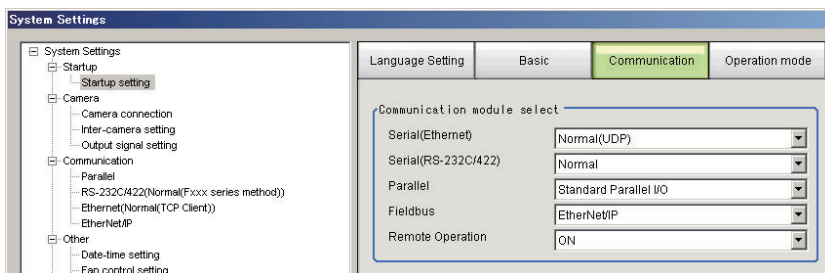 System Settings
System Settings
Startup
Startup setting
Camera
Camera connection
Inter-camera setting
Output signal setting
Communication
Parallel
RS-232C/422(Normal(Fxxx series method))
Ethernet(Normal(TCP Client))
EtherNet/IP
Other
Date-time setting
Fan control setting
Language Setting
Basic
Communication
Operation mode
Communication module select
Serial(Ethernet) Normal(UDP)
Serial(RS-232C/422) Normal
Parallel Standard Parallel I/O
Fieldbus EtherNet/IP
Remote Operation ON